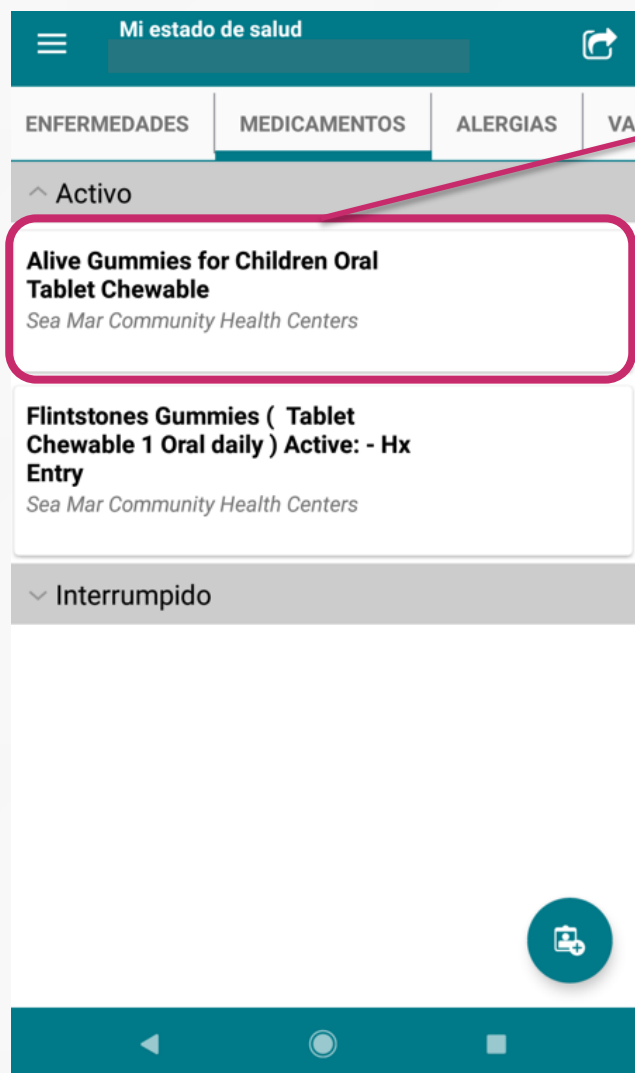 Mi estado de salud
ENFERMEDADES MEDICAMENTOS ALERGIAS VA
Activo
Alive Gummies for Children Oral
Tablet Chewable
Sea Mar Community Health Centers
Flintstones Gummies ( Tablet
Chewable 1 Oral daily ) Active: - Hx
Entry
Sea Mar Community Health Centers
Interrumpido